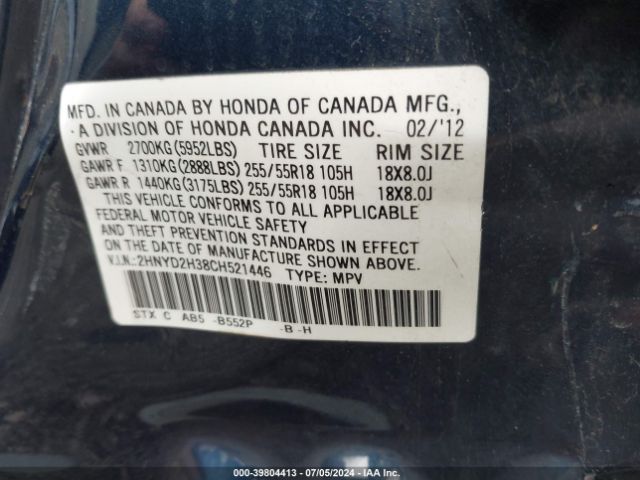 MFD. IN CANADA BY HONDA OF CANADA MFG.,
A DIVISION OF HONDA CANADA INC. 02/'12
GVWR 2700KG(5952LBS) TIRE SIZE RIM SIZE
GAWR F 1310KG(2888LBS) 255/55R18 105H 18X8.0J
GAWR R 1440KG(3175LBS) 255/55R18 105H 18X8.0J
THIS VEHICLE CONFORMS TO ALL APPLICABLE
FEDERAL MOTOR VEHICLE SAFETY
AND THEFT PREVENTION STANDARDS IN EFFECT
ON THE DATE OF MANUFACTURE SHOWN ABOVE.
V.I.N.:2HNYD2H38CH521446 TYPE: MPV
STX C AB5 -B552P -B -H
000-39804413 - 07/05/2024 - IAA Inc.